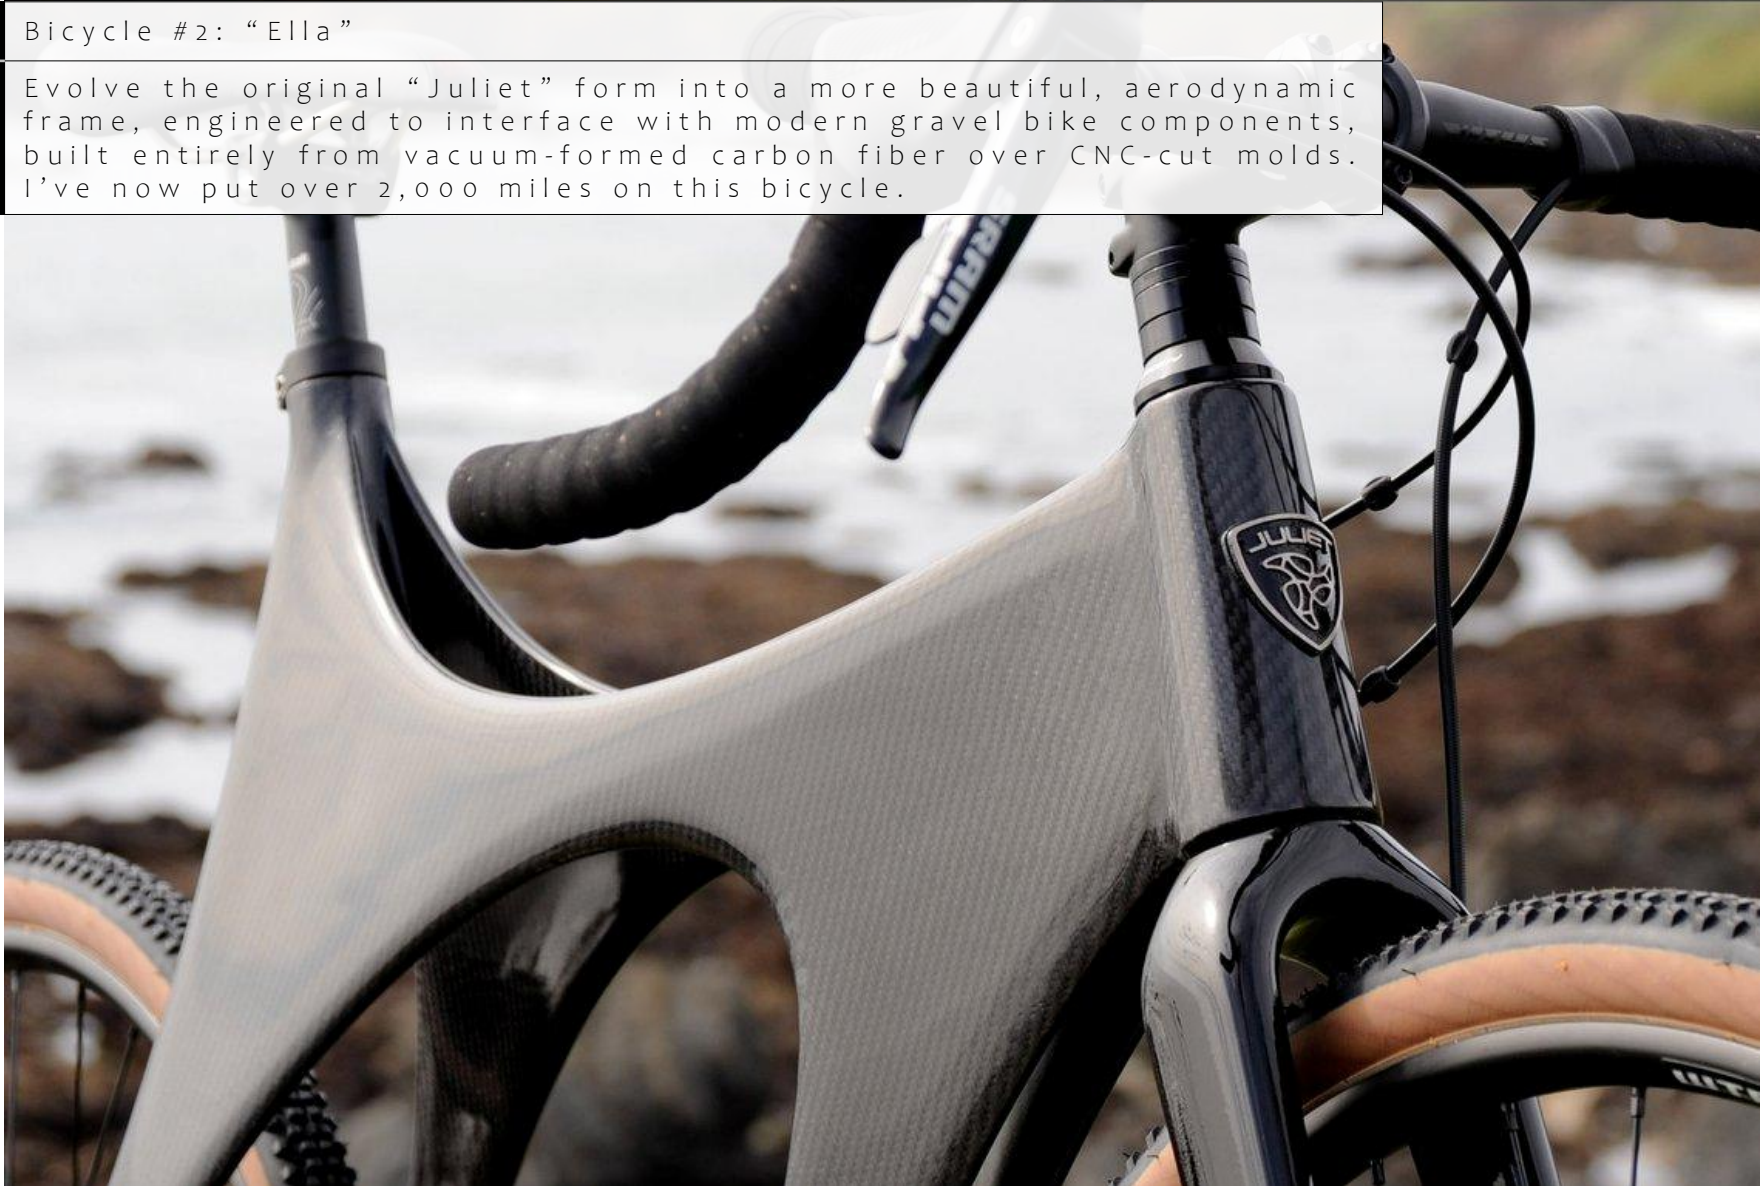 Bicycle #2: “Ella”
Evolve the original “Juliet” form into a more beautiful, aerodynamic
frame, engineered to interface with modern gravel bike components,
built entirely from vacuum-formed carbon fiber over CNC-cut molds.
I’ve now put over 2,000 miles on this bicycle.
SRAM
JULIET